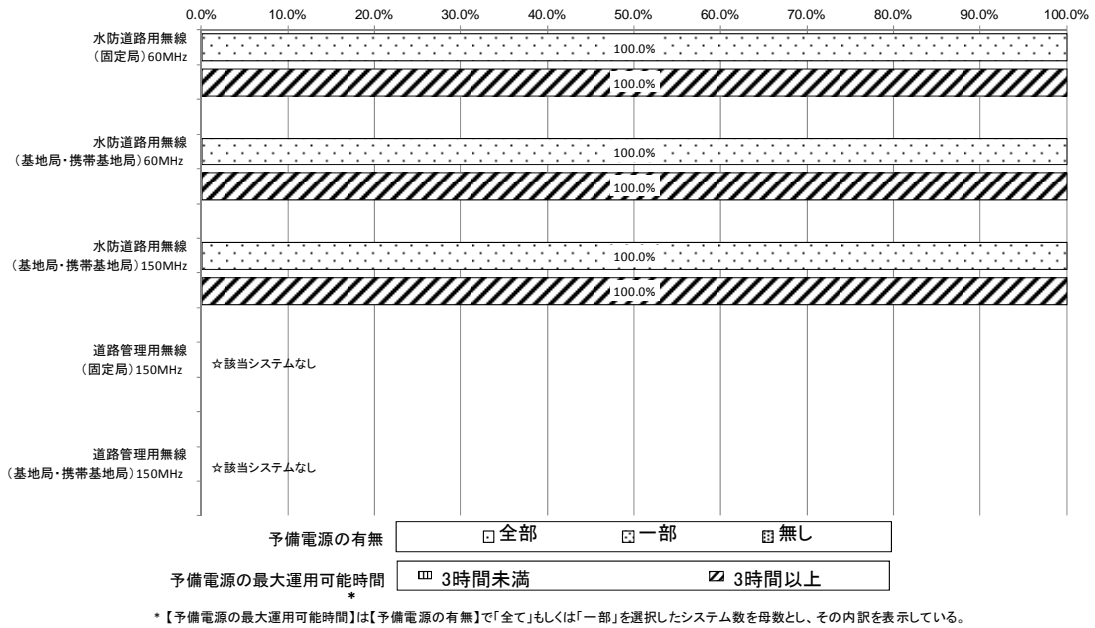 0.0% 10.0% 20.0% 30.0% 40.0% 50.0% 60.0% 70.0% 80.0% 90.0% 100.0%
水防道路用無線
(固定局)60MHz
100.0%
100.0%
水防道路用無線
(基地局・携帯基地局)60MHz
100.0%
100.0%
水防道路用無線
(基地局・携帯基地局)150MHz
100.0%
100.0%
道路管理用無線
(固定局)150MHz
☆該当システムなし
道路管理用無線
(基地局・携帯基地局)150MHz
☆該当システムなし
予備電源の有無 全部 一部 無し
予備電源の最大運用可能時間 3時間未満 3時間以上
*
*【予備電源の最大運用可能時間】は【予備電源の有無】で「全て」もしくは「一部」を選択したシステム数を母数とし、その内訳を表示している。